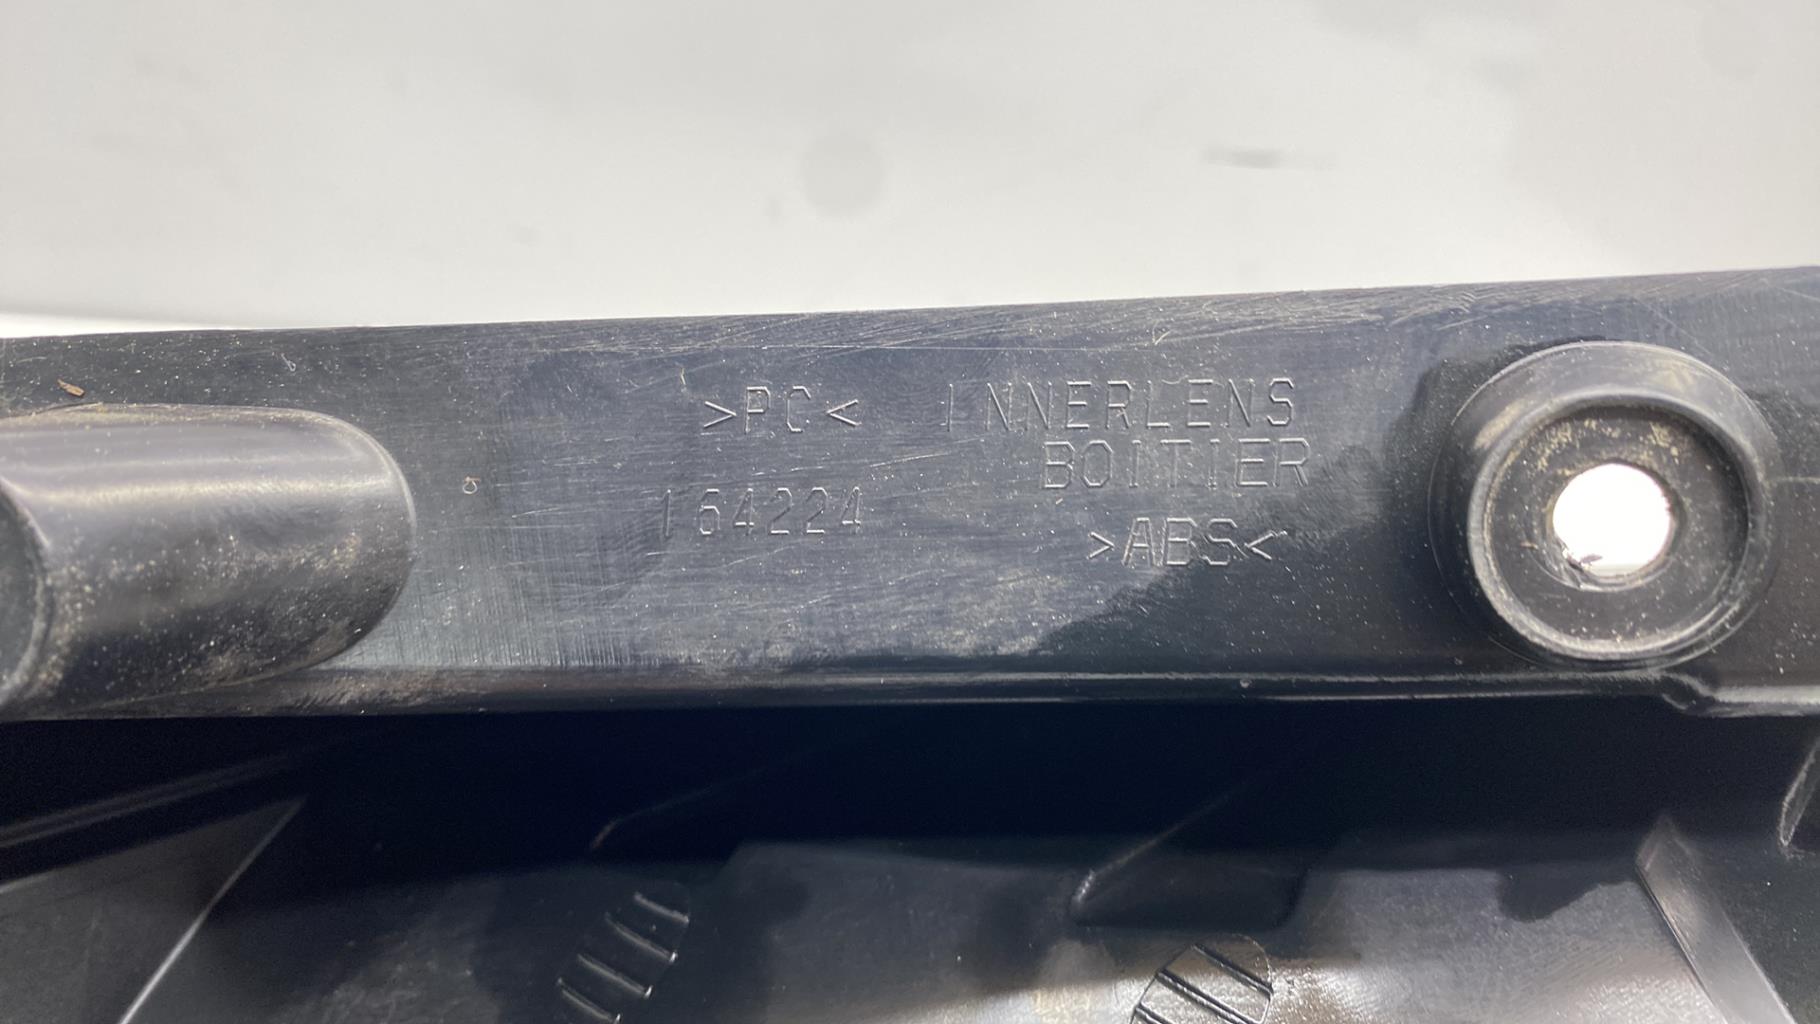 >PC< INNERLENS
BOITIER
164224
>ABS<